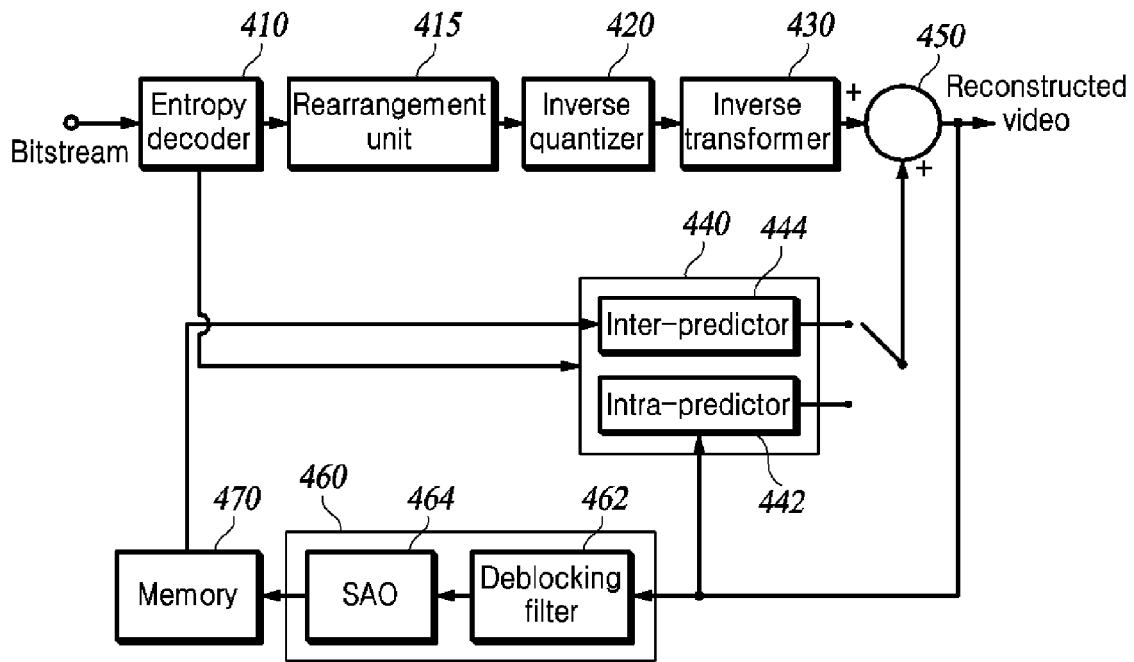 410
415
420
430
450
Entropy
decoder
Rearrangement
unit
Inverse
quantizer
Inverse
transformer
+
+
Reconstructed
video
Bitstream
440
444
Inter-predictor
Intra-predictor
442
470
460
464
462
Memory
SAO
Deblocking
filter